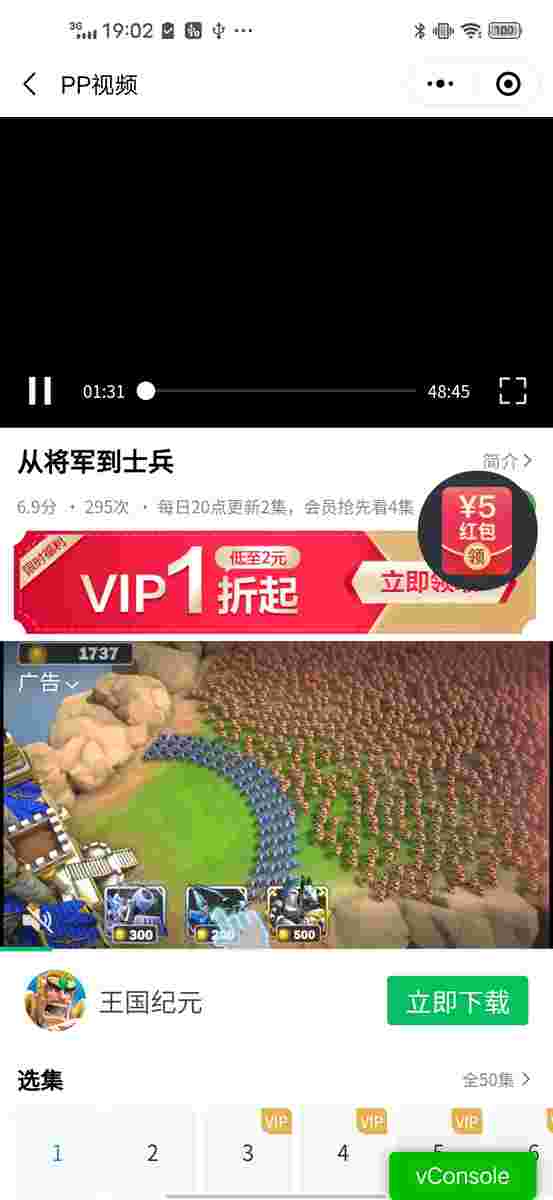 3G 19:02 100
PP视频
01:31 48:45
从将军到士兵
简介
6.9分 · 295次 · 每日20点更新2集，会员抢先看4集
¥5
红包
领
限时福利
VIP1折起
低至2元
立即领
1737
广告
300
200
500
王国纪元
立即下载
选集
全50集
VIP VIP VIP
1 2 3 4 5 6
vConsole